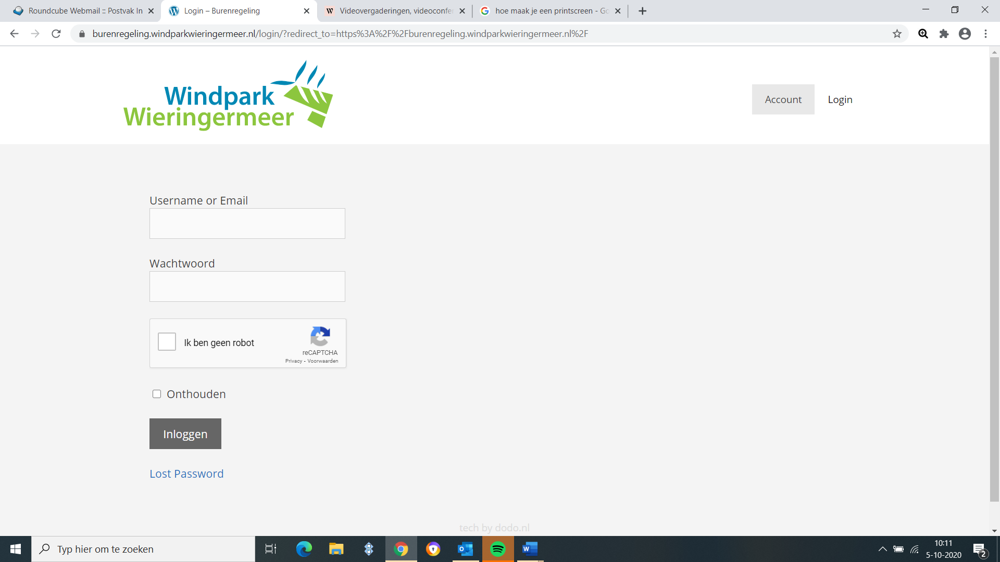 Roundcube Webmail :: Postvak In
Login – Burenregeling
Videovergaderingen, videoconfe
hoe maak je een printscreen - Go
burenregeling.windparkwieringermeer.nl/login/?redirect_to=https%3A%2F%2Fburenregeling.windparkwieringermeer.nl%2F
Windpark
Wieringermeer
Account
Login
Username or Email
Wachtwoord
Ik ben geen robot
reCAPTCHA
Privacy - Voorwaarden
Onthouden
Inloggen
Lost Password
tech by dodo.nl
Typ hier om te zoeken
10:11
5-10-2020
2